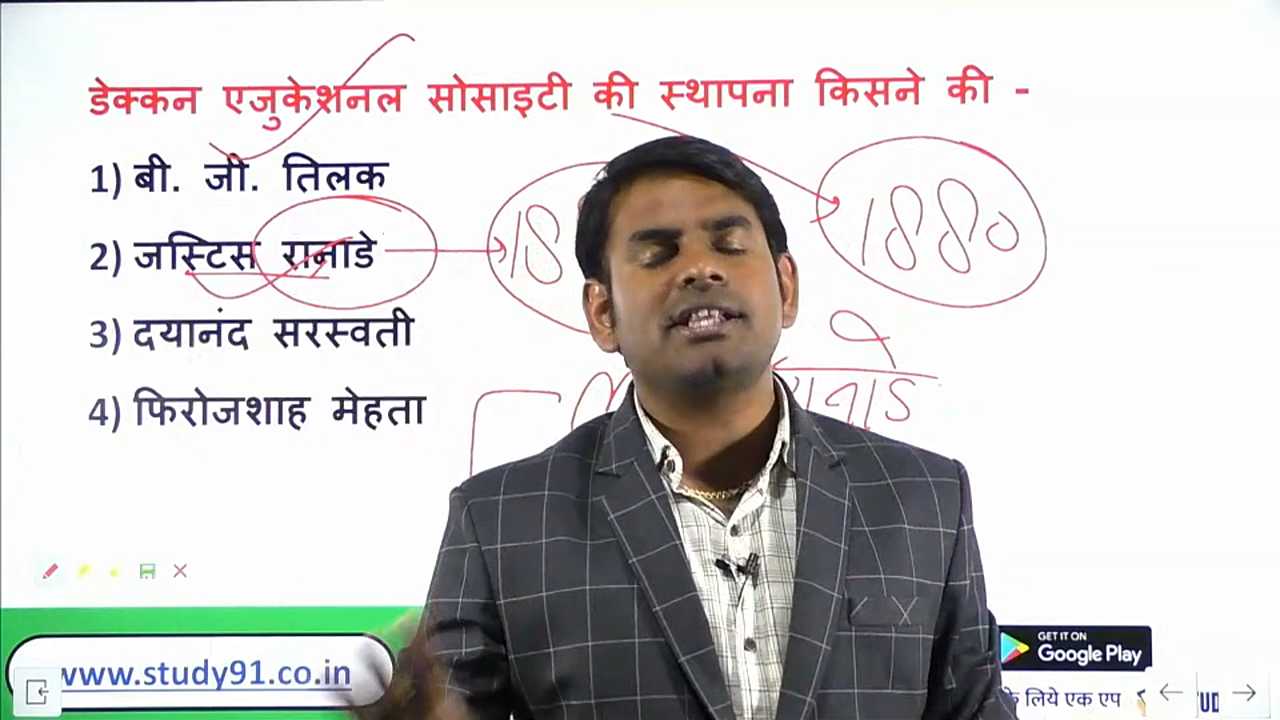 डेक्कन एजुकेशनल सोसाइटी की स्थापना किसने की -
1) बी. जी. तिलक
2) जस्टिस रानाडे
18
1880
3) दयानंद सरस्वती
4) फिरोजशाह मेहता
www.study91.co.in
GET IT ON
Google Play
के लिये एक एप